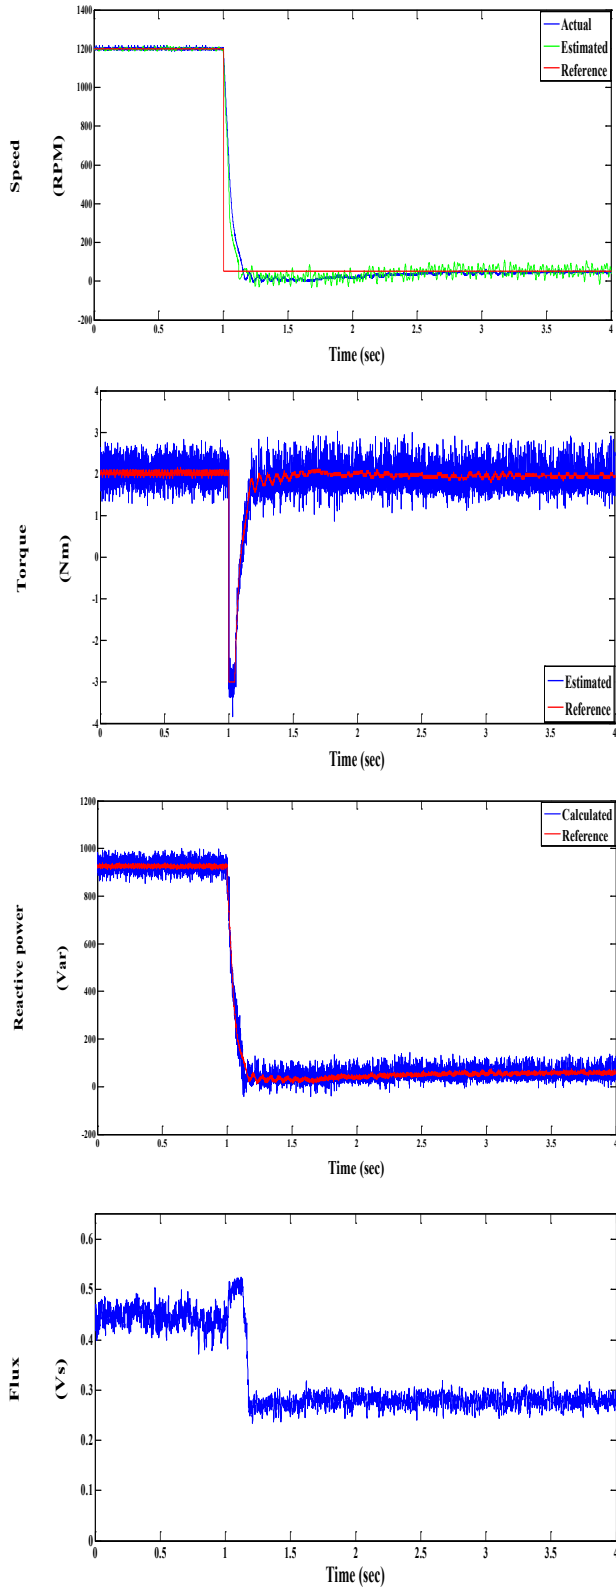 1400
1200
1000
800
600
400
200
0
-200
0 0.5 1 1.5 2 2.5 3 3.5 4
Speed
(RPM)
Time (sec)
Actual
Estimated
Reference
4
3
2
1
0
-1
-2
-3
-4
0 0.5 1 1.5 2 2.5 3 3.5 4
Torque
(Nm)
Time (sec)
Estimated
Reference
1200
1000
800
600
400
200
0
-200
0 0.5 1 1.5 2 2.5 3 3.5 4
Reactive power
(Var)
Time (sec)
Calculated
Reference
0.6
0.5
0.4
0.3
0.2
0.1
0
0 0.5 1 1.5 2 2.5 3 3.5 4
Flux
(Vs)
Time (sec)